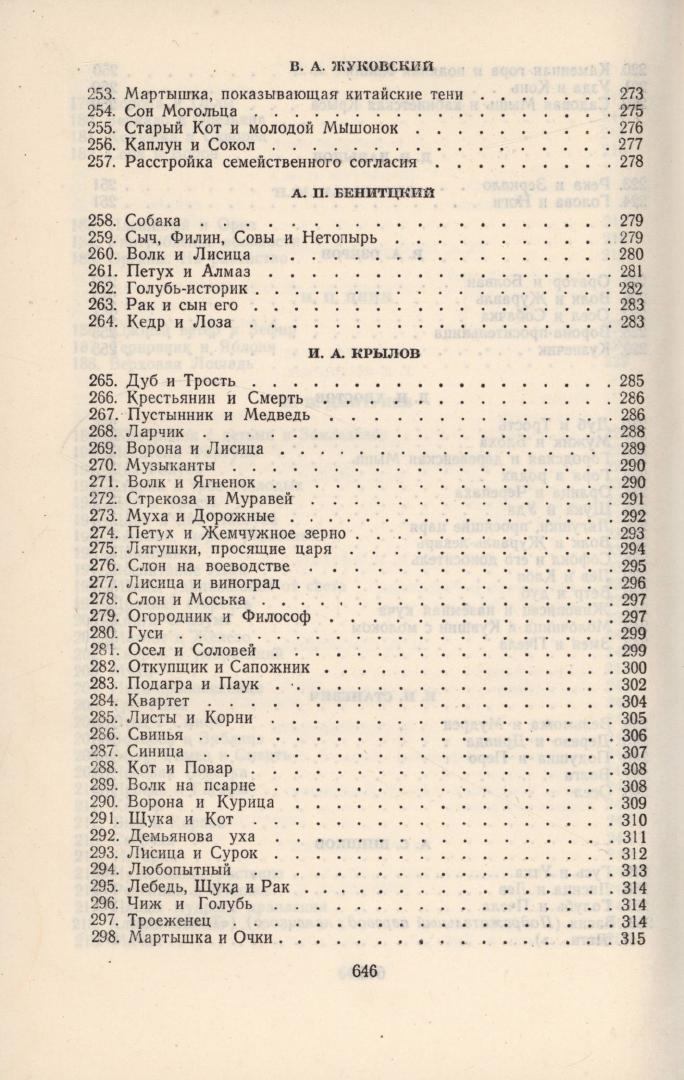 В. А. ЖУКОВСКИЙ
253. Мартышка, показывающая китайские тени . . . . . . . 273
254. Сон Могольца . . . . . . . . . . . . . . . . . 275
255. Старый Кот и молодой Мышонок . . . . . . . . . . 276
256. Каплун и Сокол . . . . . . . . . . . . . . . . 277
257. Расстройка семейственного согласия . . . . . . . . 278
А. П. БЕНИТЦКИЙ
258. Собака . . . . . . . . . . . . . . . . . . . 279
259. Сыч, Филин, Совы и Нетопырь . . . . . . . . . . 279
260. Волк и Лисица . . . . . . . . . . . . . . . . 280
261. Петух и Алмаз . . . . . . . . . . . . . . . . 281
262. Голубь-историк . . . . . . . . . . . . . . . . 282
263. Рак и сын его . . . . . . . . . . . . . . . . 283
264. Кедр и Лоза . . . . . . . . . . . . . . . . . 283
И. А. КРЫЛОВ
265. Дуб и Трость . . . . . . . . . . . . . . . . . 285
266. Крестьянин и Смерть . . . . . . . . . . . . . . 286
267. Пустынник и Медведь . . . . . . . . . . . . . . 286
268. Ларчик . . . . . . . . . . . . . . . . . . . 288
269. Ворона и Лисица . . . . . . . . . . . . . . . 289
270. Музыканты . . . . . . . . . . . . . . . . . . 290
271. Волк и Ягненок . . . . . . . . . . . . . . . . 290
272. Стрекоза и Муравей . . . . . . . . . . . . . . 291
273. Муха и Дорожные . . . . . . . . . . . . . . . 292
274. Петух и Жемчужное зерно . . . . . . . . . . . . 293
275. Лягушки, просящие царя . . . . . . . . . . . . 294
276. Слон на воеводстве . . . . . . . . . . . . . . 295
277. Лисица и виноград . . . . . . . . . . . . . . 296
278. Слон и Моська . . . . . . . . . . . . . . . . 297
279. Огородник и Философ . . . . . . . . . . . . . 297
280. Гуси . . . . . . . . . . . . . . . . . . . . 299
281. Осел и Соловей . . . . . . . . . . . . . . . . 299
282. Откупщик и Сапожник . . . . . . . . . . . . . 300
283. Подагра и Паук . . . . . . . . . . . . . . . . 302
284. Квартет . . . . . . . . . . . . . . . . . . . 304
285. Листы и Корни . . . . . . . . . . . . . . . . 305
286. Свинья . . . . . . . . . . . . . . . . . . . 306
287. Синица . . . . . . . . . . . . . . . . . . . 307
288. Кот и Повар . . . . . . . . . . . . . . . . . 308
289. Волк на псарне . . . . . . . . . . . . . . . . 308
290. Ворона и Курица . . . . . . . . . . . . . . . 309
291. Щука и Кот . . . . . . . . . . . . . . . . . 310
292. Демьянова уха . . . . . . . . . . . . . . . . 311
293. Лисица и Сурок . . . . . . . . . . . . . . . . 312
294. Любопытный . . . . . . . . . . . . . . . . . 313
295. Лебедь, Щука и Рак . . . . . . . . . . . . . . 314
296. Чиж и Голубь . . . . . . . . . . . . . . . . 314
297. Троеженец . . . . . . . . . . . . . . . . . . 314
298. Мартышка и Очки . . . . . . . . . . . . . . . 315
646